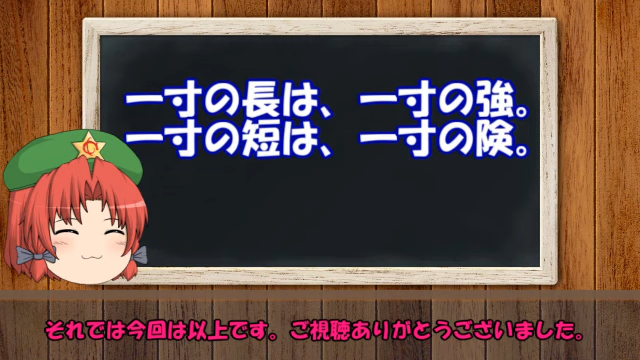 一寸の長は、一寸の強。
一寸の短は、一寸の険。
それでは今回は以上です。ご視聴ありがとうございました。